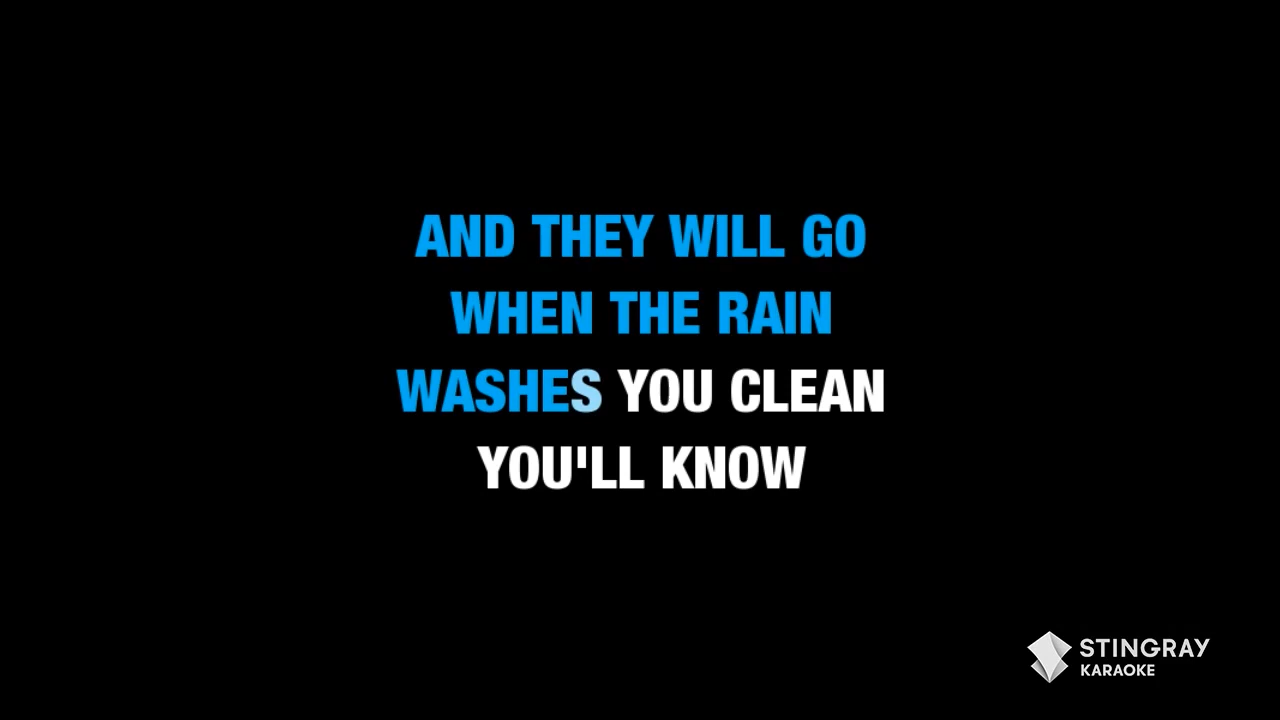 AND THEY WILL GO
WHEN THE RAIN
WASHES YOU CLEAN
YOU'LL KNOW
STINGRAY
KARAOKE